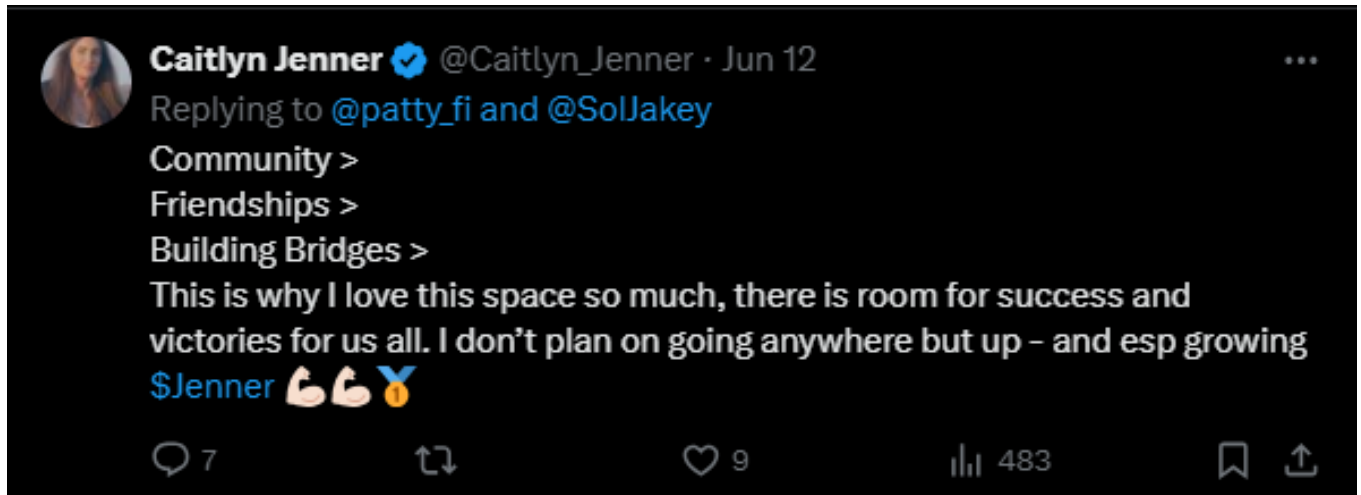 Caitlyn Jenner @Caitlyn_Jenner · Jun 12
Replying to @patty_fi and @SolJakey
Community >
Friendships >
Building Bridges >
This is why I love this space so much, there is room for success and
victories for us all. I don’t plan on going anywhere but up - and esp growing
$Jenner 💪🏻💪🏻🏅
7 9 483